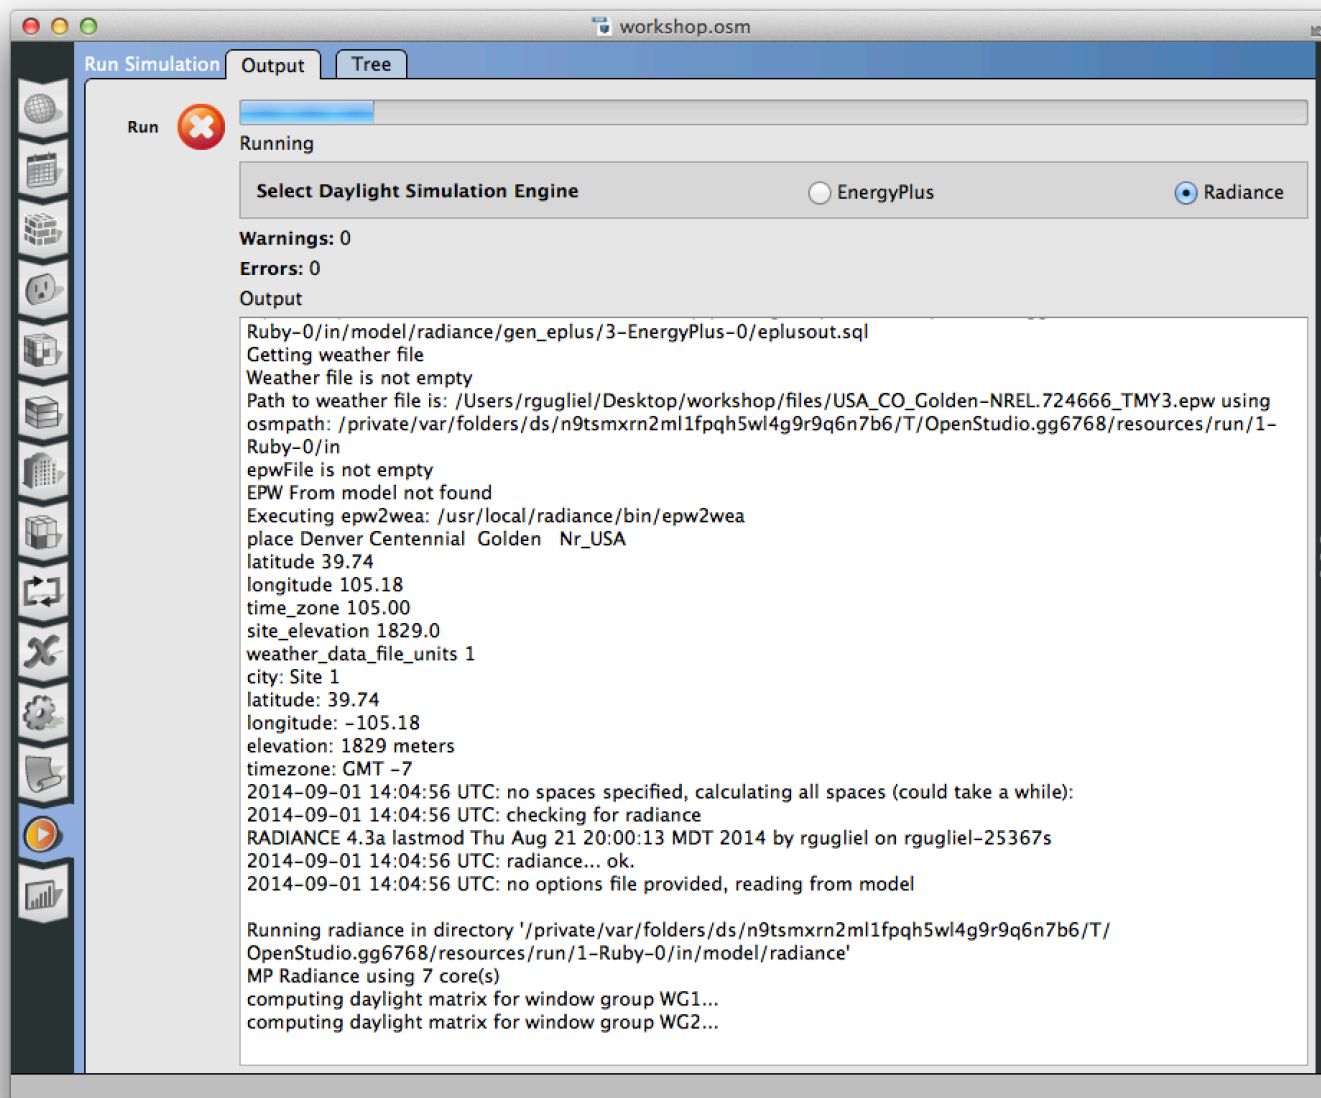 workshop.osm
Run Simulation Output Tree
Run
Running
Select Daylight Simulation Engine EnergyPlus Radiance
Warnings: 0
Errors: 0
Output
Ruby-0/in/model/radiance/gen_eplus/3-EnergyPlus-0/eplusout.sql
Getting weather file
Weather file is not empty
Path to weather file is: /Users/rgugliel/Desktop/workshop/files/USA_CO_Golden-NREL.724666_TMY3.epw using
osmpath: /private/var/folders/ds/n9tsmxrn2ml1fpqh5wl4g9r9q6n7b6/T/OpenStudio.gg6768/resources/run/1-
Ruby-0/in
epwFile is not empty
EPW From model not found
Executing epw2wea: /usr/local/radiance/bin/epw2wea
place Denver Centennial  Golden   Nr_USA
latitude 39.74
longitude 105.18
time_zone 105.00
site_elevation 1829.0
weather_data_file_units 1
city: Site 1
latitude: 39.74
longitude: -105.18
elevation: 1829 meters
timezone: GMT -7
2014-09-01 14:04:56 UTC: no spaces specified, calculating all spaces (could take a while):
2014-09-01 14:04:56 UTC: checking for radiance
RADIANCE 4.3a lastmod Thu Aug 21 20:00:13 MDT 2014 by rgugliel on rgugliel-25367s
2014-09-01 14:04:56 UTC: radiance... ok.
2014-09-01 14:04:56 UTC: no options file provided, reading from model
Running radiance in directory '/private/var/folders/ds/n9tsmxrn2ml1fpqh5wl4g9r9q6n7b6/T/
OpenStudio.gg6768/resources/run/1-Ruby-0/in/model/radiance'
MP Radiance using 7 core(s)
computing daylight matrix for window group WG1...
computing daylight matrix for window group WG2...